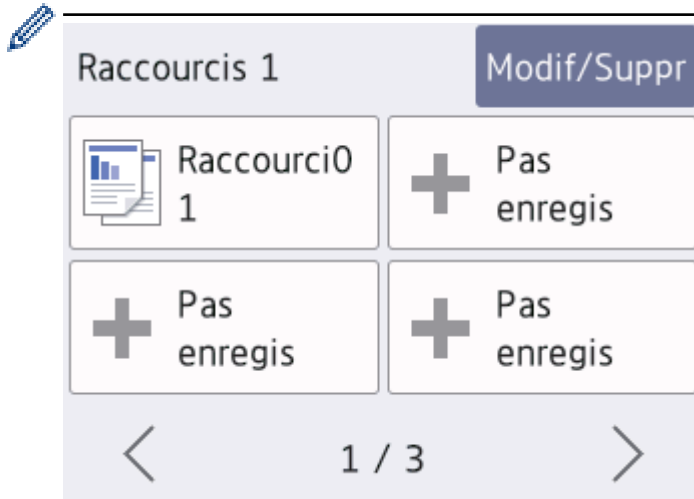 Raccourcis 1
Modif/Suppr
Raccourci0
1
Pas
enregis
Pas
enregis
Pas
enregis
1 / 3